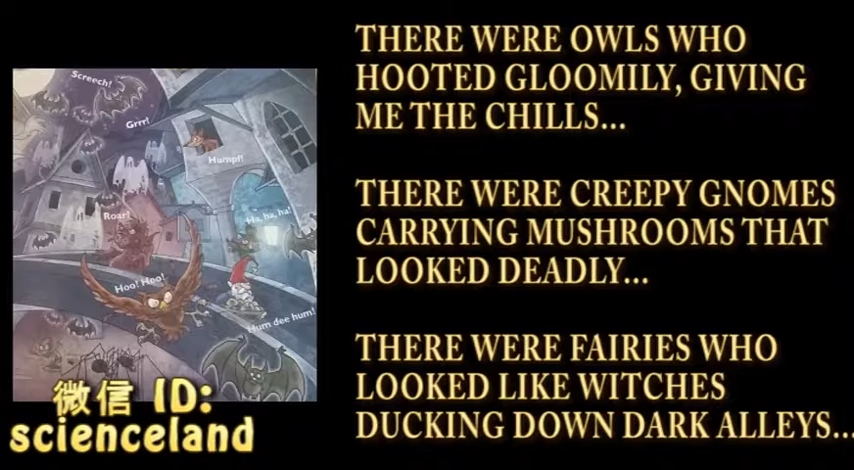 THERE WERE OWLS WHO
HOOTED GLOOMILY, GIVING
ME THE CHILLS...
THERE WERE CREEPY GNOMES
CARRYING MUSHROOMS THAT
LOOKED DEADLY...
THERE WERE FAIRIES WHO
LOOKED LIKE WITCHES
DUCKING DOWN DARK ALLEYS...
Screech!
Grrr!
Humpf!
Roar!
Ha, ha, ha!
Hoo! Hoo!
Hum dee hum!
微信 ID:
scienceland